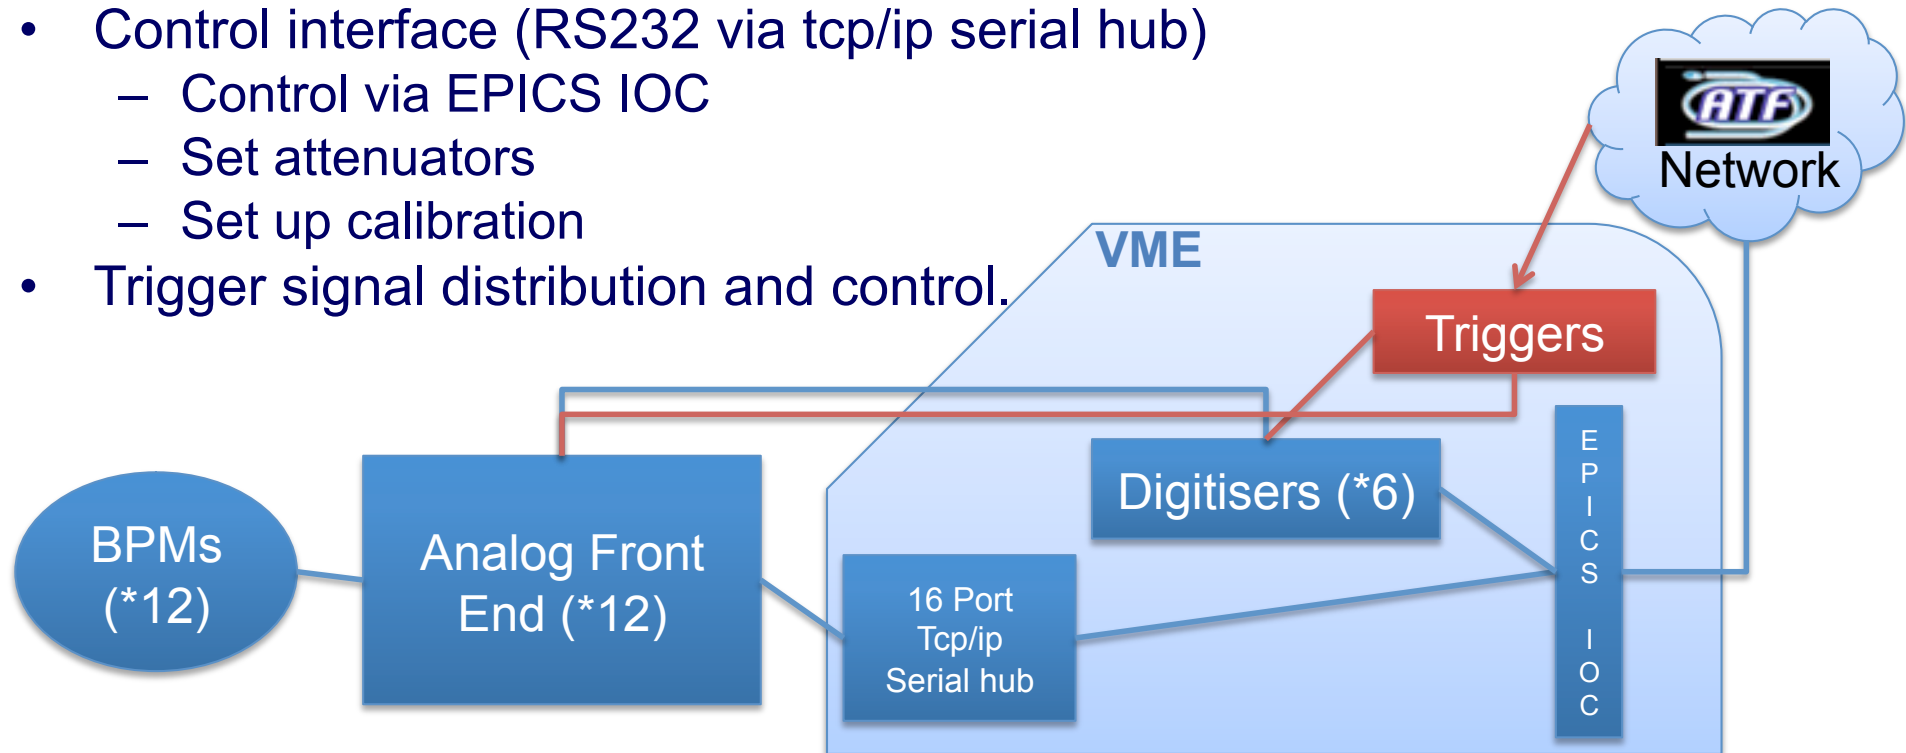 • Control interface (RS232 via tcp/ip serial hub)
– Control via EPICS IOC
– Set attenuators
– Set up calibration
• Trigger signal distribution and control.
ATF
Network
VME
Triggers
Digitisers (*6)
BPMs
(*12)
Analog Front
End (*12)
16 Port
Tcp/ip
Serial hub
E
P
I
C
S
I
O
C